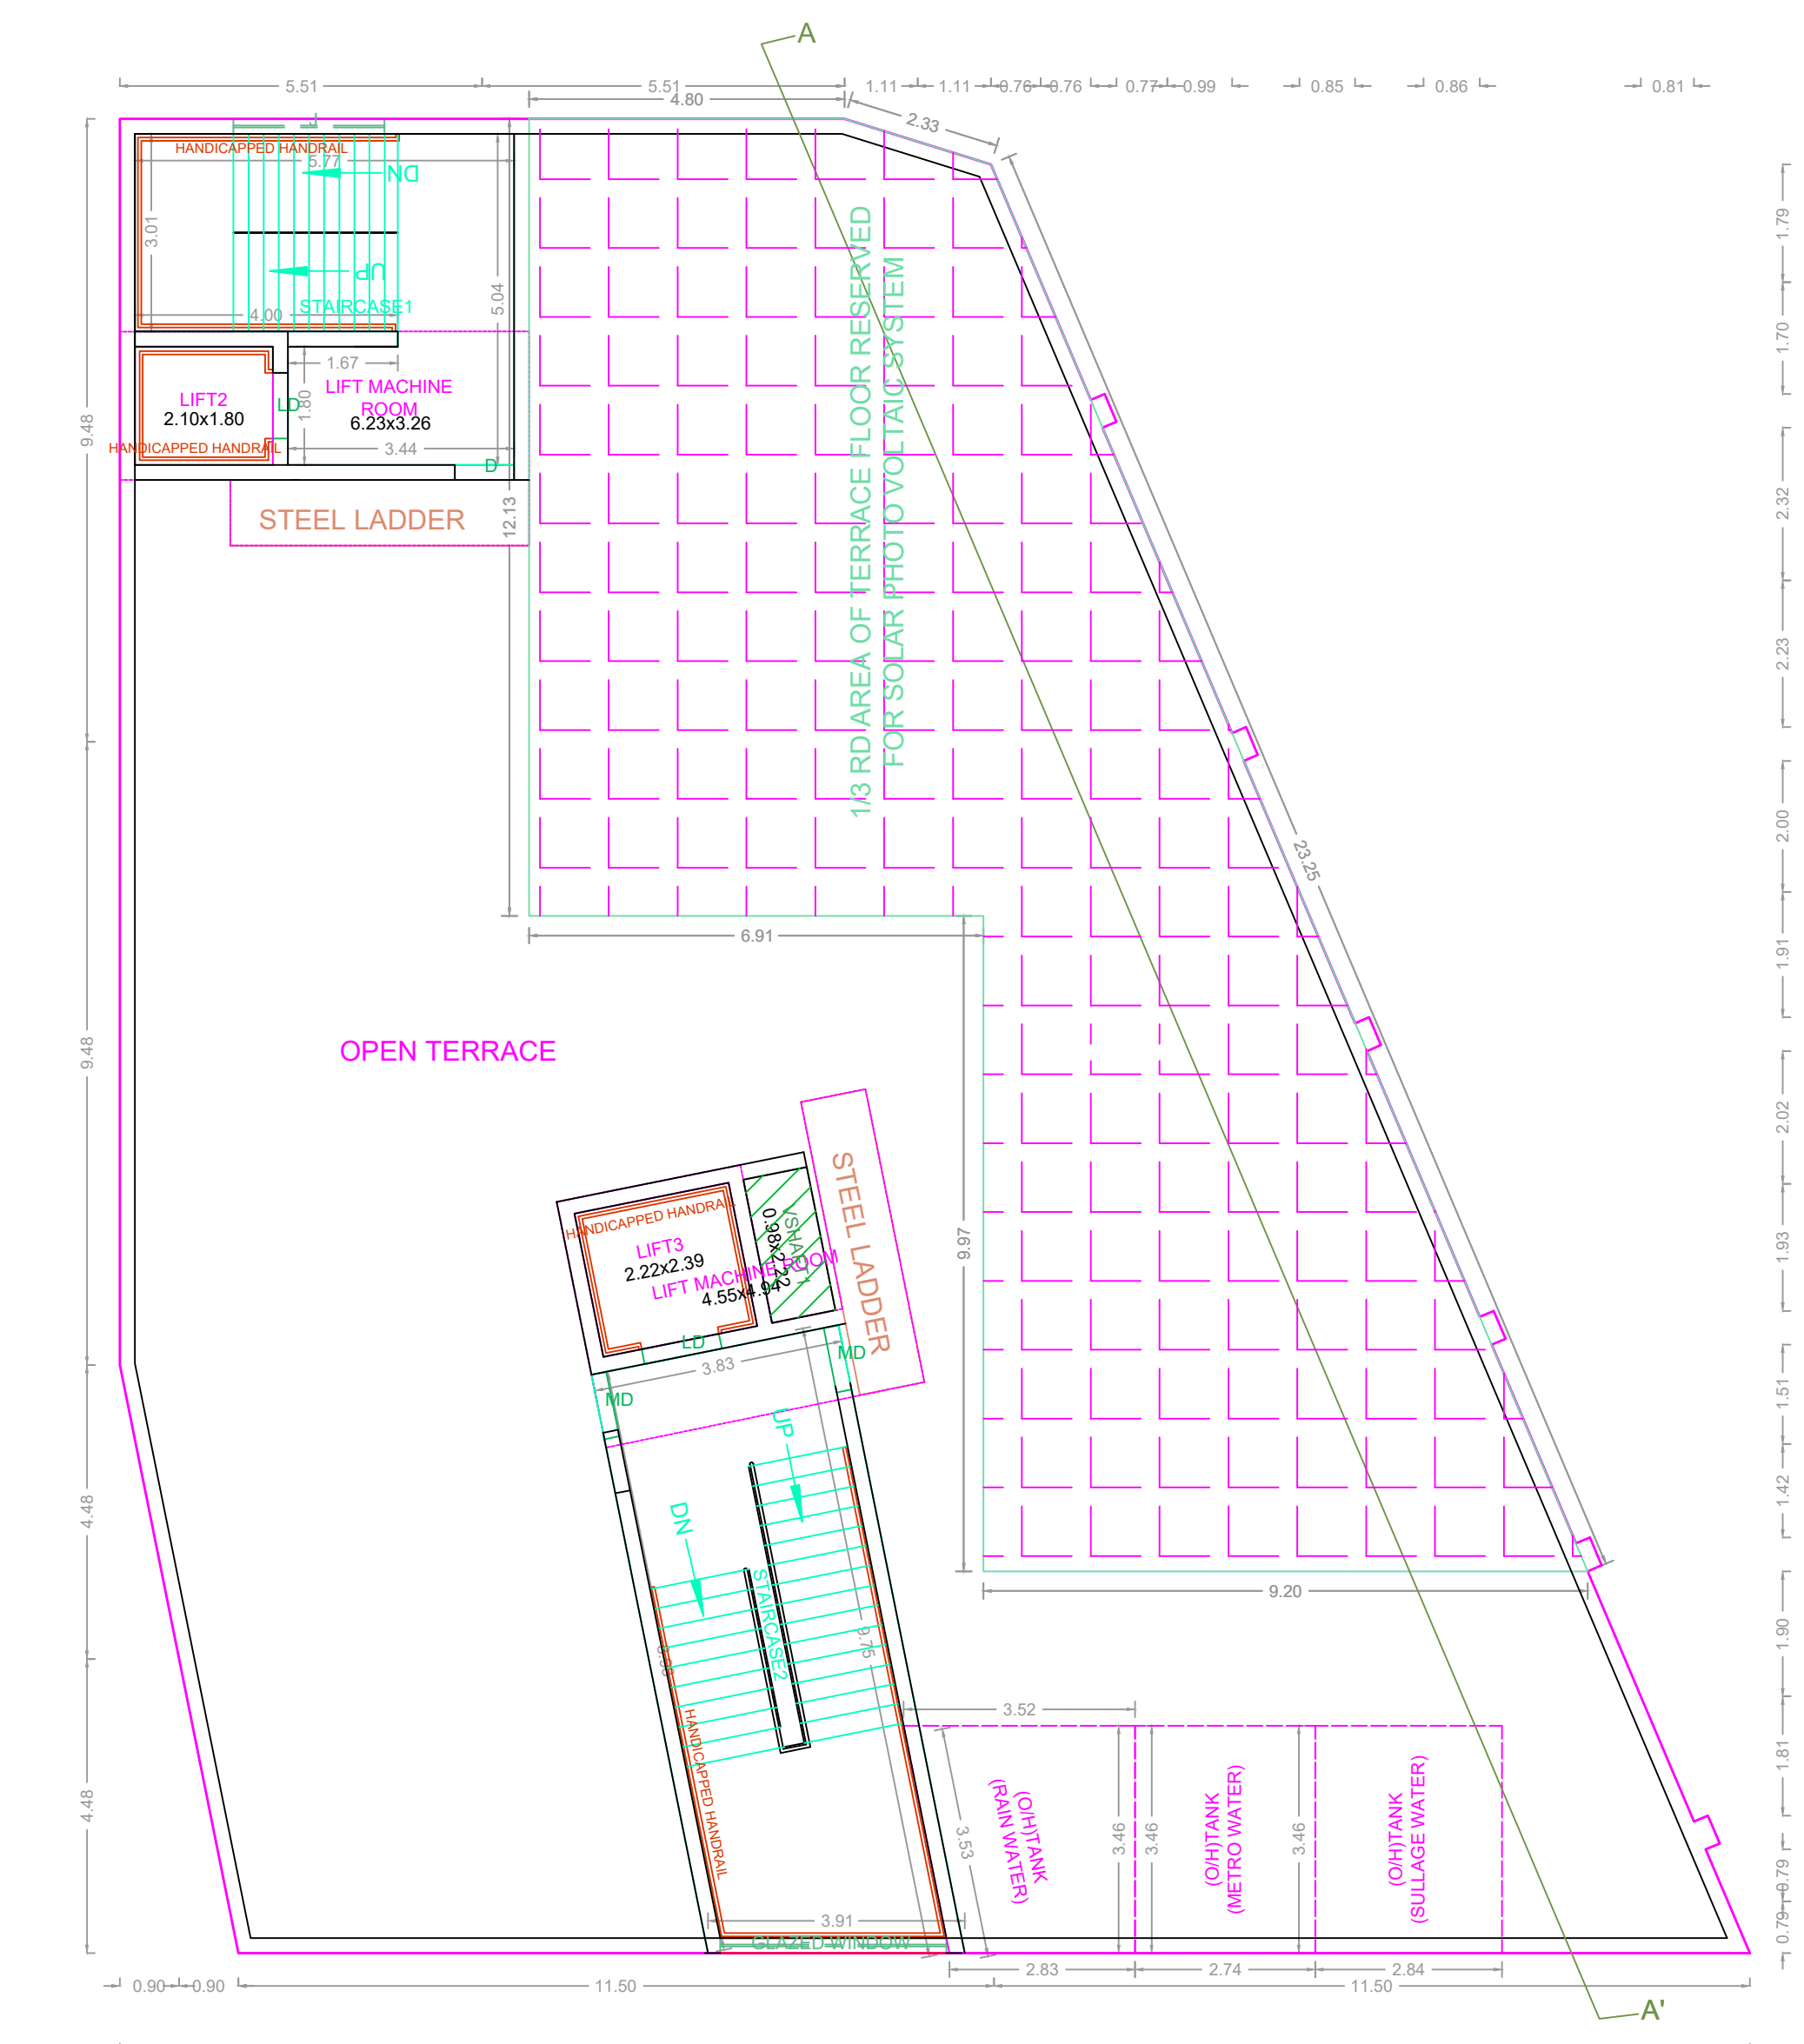 A
5.51
5.51
1.11
1.11
0.76
0.76
0.77
0.99
0.85
0.86
0.81
4.80
2.33
HANDICAPPED HANDRAIL
5.77
DN
3.01
UP
STAIRCASE1
4.00
5.04
1.67
1.80
LIFT MACHINE
ROOM
6.23x3.26
LIFT2
2.10x1.80
LD
HANDICAPPED HANDRAIL
3.44
D
STEEL LADDER
12.13
1/3 RD AREA OF TERRACE FLOOR RESERVED
FOR SOLAR PHOTO VOLTAIC SYSTEM
23.25
9.48
9.48
4.48
4.48
1.79
1.70
2.32
2.23
2.00
1.91
2.02
1.93
1.51
1.42
1.90
1.81
0.79
0.79
6.91
OPEN TERRACE
9.97
STEEL LADDER
HANDICAPPED HANDRAIL
LIFT3
2.22x2.39
LIFT MACHINE ROOM
4.55x4.94
VSHAFT1
0.98x2.22
LD
MD
3.83
MD
UP
DN
STAIRCASE2
9.75
HANDICAPPED HANDRAIL
9.20
3.52
3.53
(O/H)TANK
(RAIN WATER)
3.46
3.46
(O/H)TANK
(METRO WATER)
3.46
(O/H)TANK
(SULLAGE WATER)
3.91
GLAZED WINDOW
2.83
2.74
2.84
0.90
0.90
11.50
11.50
A'